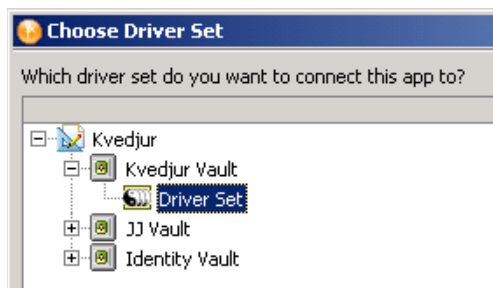 Choose Driver Set
Which driver set do you want to connect this app to?
Kvedjur
Kvedjur Vault
Driver Set
JJ Vault
Identity Vault